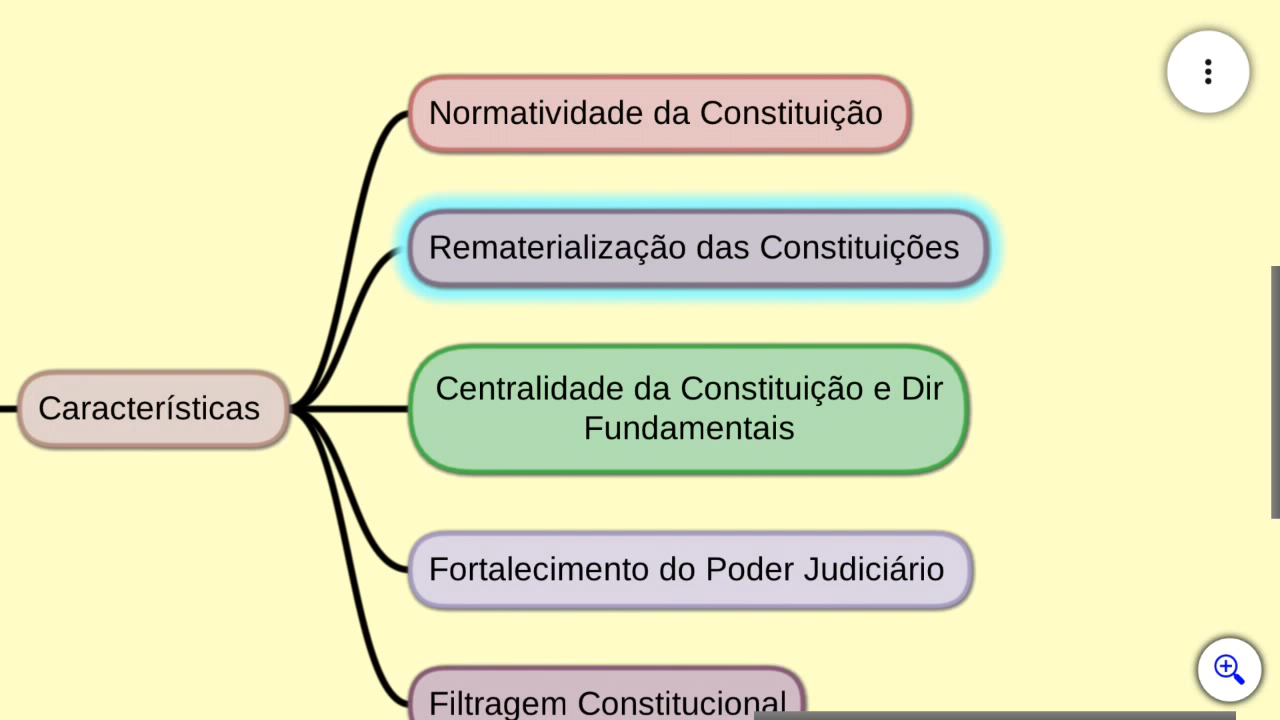 Normatividade da Constituição
Rematerialização das Constituições
Centralidade da Constituição e Dir
Fundamentais
Características
Fortalecimento do Poder Judiciário
Filtragem Constitucional